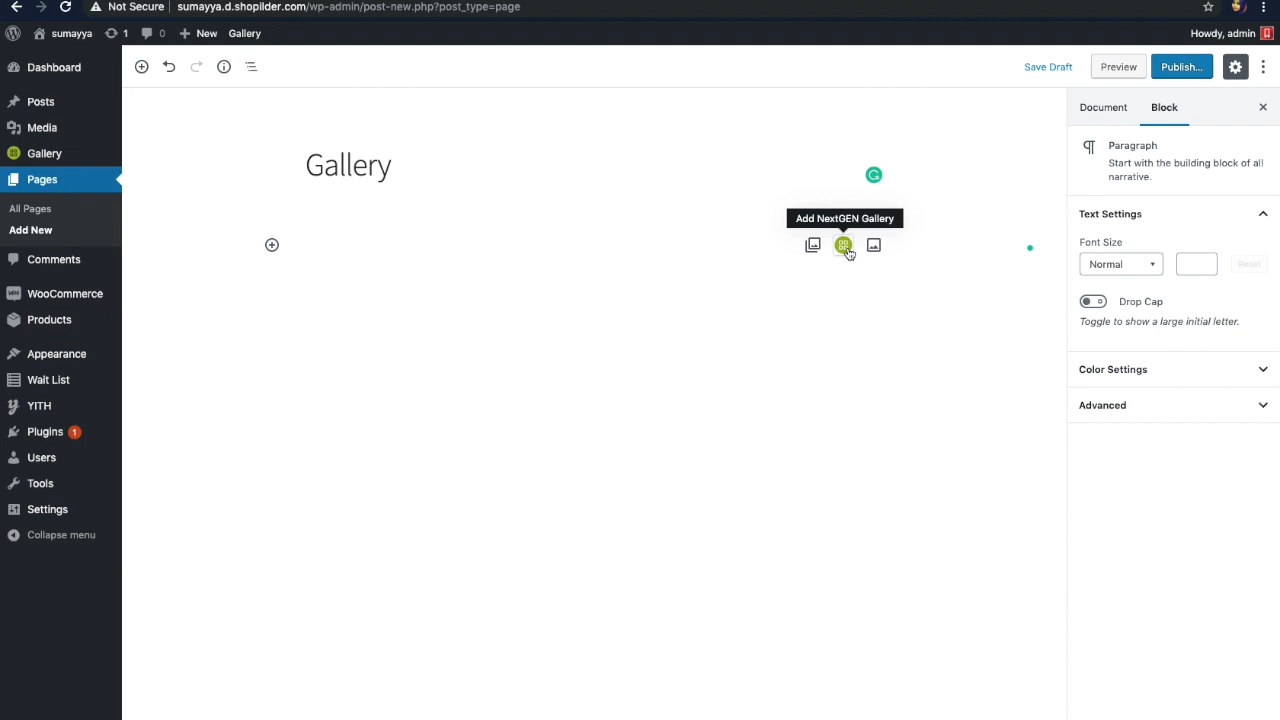 Not Secure | sumayya.d.shopilder.com/wp-admin/post-new.php?post_type=page
sumayya 1 0 New Gallery Howdy, admin
Dashboard
Posts
Media
Gallery
Pages
All Pages
Add New
Comments
WooCommerce
Products
Appearance
Wait List
YITH
Plugins 1
Users
Tools
Settings
Collapse menu
Save Draft Preview Publish...
Gallery
Add NextGEN Gallery
Document Block
Paragraph
Start with the building block of all
narrative.
Text Settings
Font Size
Normal Reset
Drop Cap
Toggle to show a large initial letter.
Color Settings
Advanced